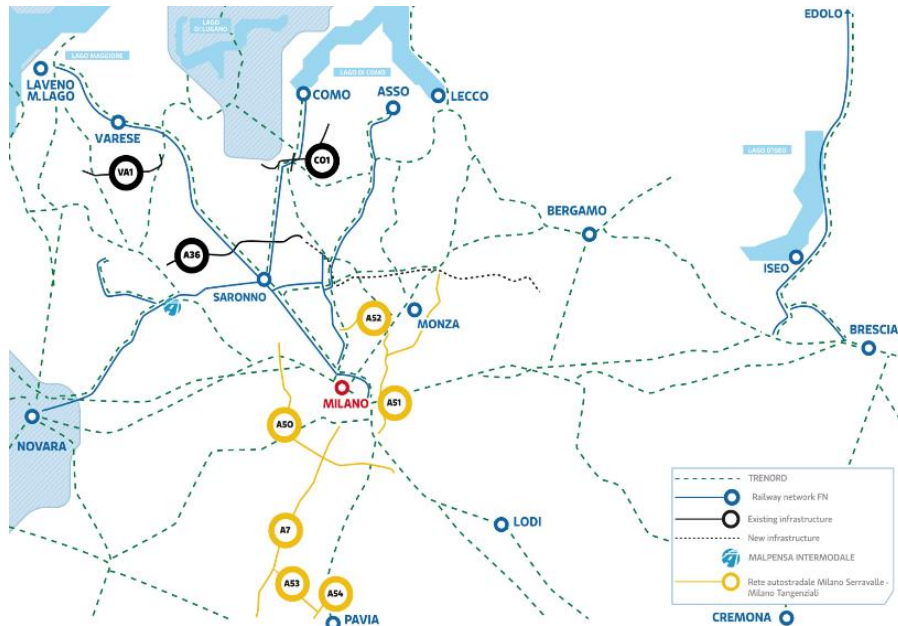 EDOLO
LAGO
DI LUGANO
LAGO MAGGIORE
LAGO DI COMO
LAVENO
M.LAGO
COMO
ASSO
LECCO
VARESE
VA1
CO1
LAGO D'ISEO
BERGAMO
A36
ISEO
SARONNO
A52
MONZA
BRESCIA
MILANO
A51
A50
NOVARA
TRENORD
Railway network FN
Existing infrastructure
New infrastructure
MALPENSA INTERMODALE
Rete autostradale Milano Serravalle -
Milano Tangenziali
LODI
A7
A53
A54
PAVIA
CREMONA